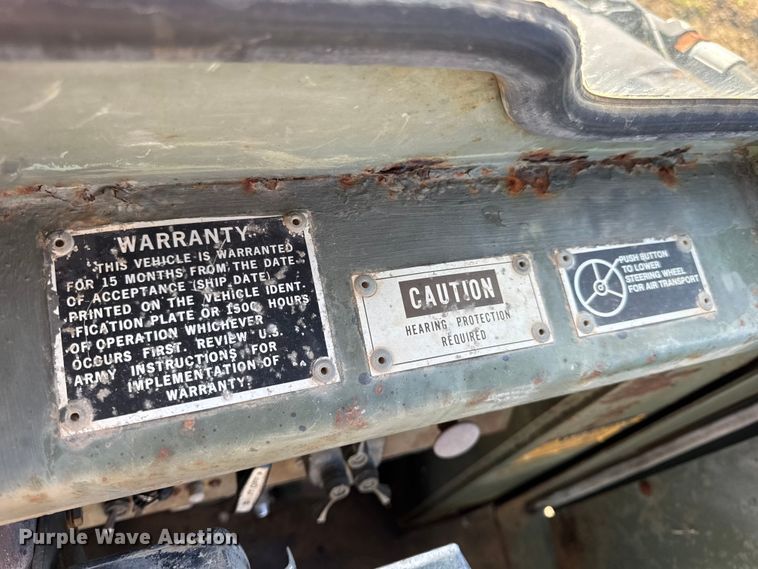 WARRANTY
THIS VEHICLE IS WARRANTED
FOR 15 MONTHS FROM THE DATE
OF ACCEPTANCE (SHIP DATE)
PRINTED ON THE VEHICLE IDENT-
FICATION PLATE OR 1500 HOURS
OF OPERATION WHICHEVER
OCCURS FIRST. REVIEW U.S.
ARMY INSTRUCTIONS FOR
IMPLEMENTATION OF
WARRANTY.
CAUTION
HEARING PROTECTION
REQUIRED
PUSH BUTTON
TO LOWER
STEERING WHEEL
FOR AIR TRANSPORT
Purple Wave Auction